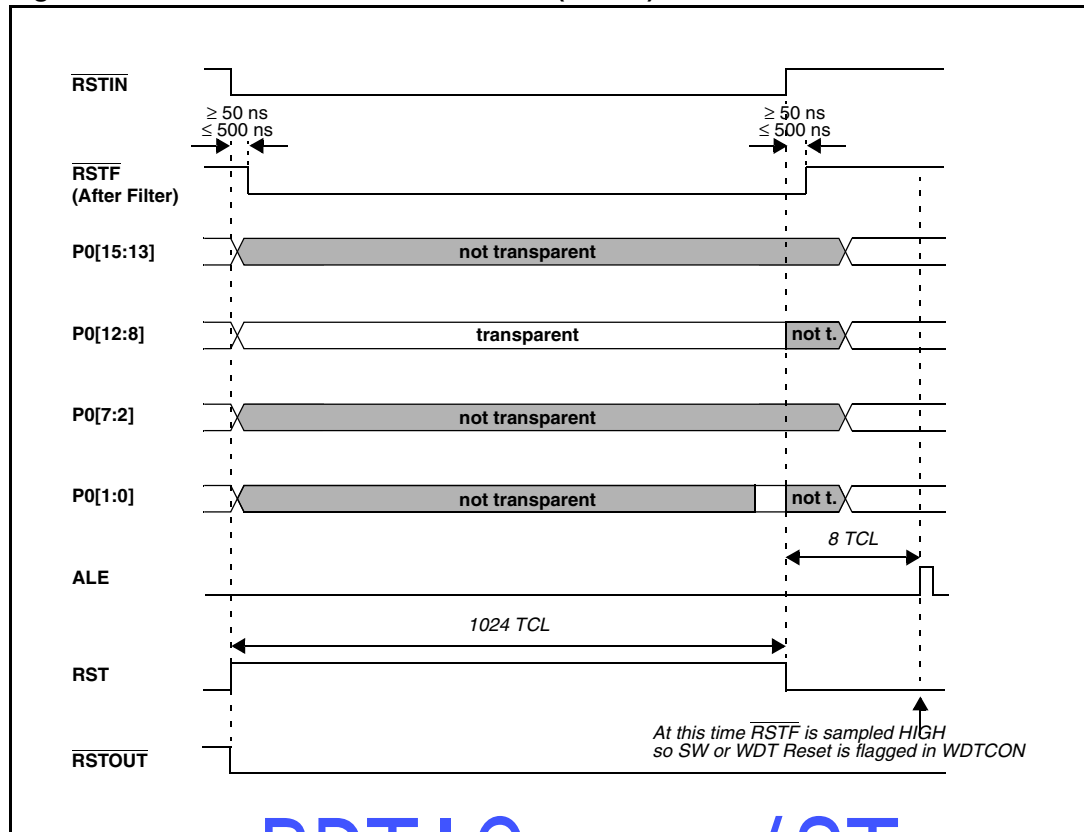 RSTIN
≥ 50 ns
≤ 500 ns
≥ 50 ns
≤ 500 ns
RSTF
(After Filter)
P0[15:13]
not transparent
P0[12:8]
transparent
not t.
P0[7:2]
not transparent
P0[1:0]
not transparent
not t.
8 TCL
ALE
1024 TCL
RST
At this time RSTF is sampled HIGH
so SW or WDT Reset is flagged in WDTCON
RSTOUT